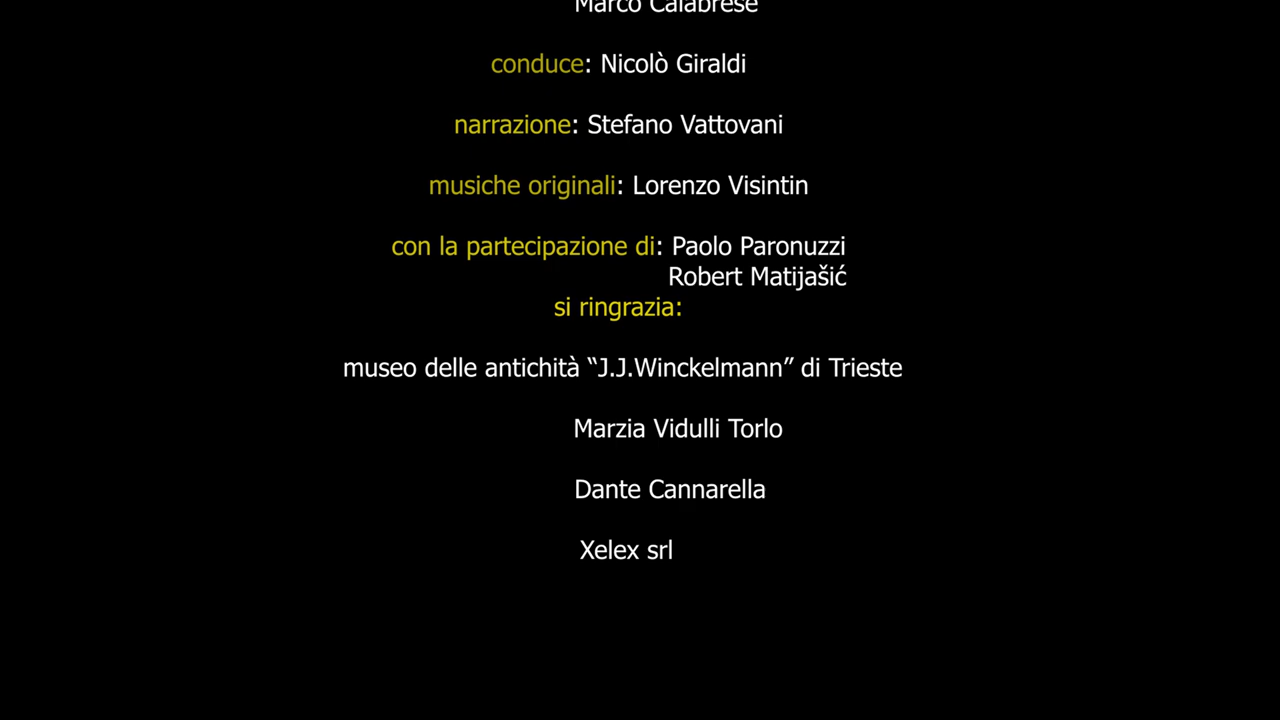 Marco Calabrese
conduce: Nicolò Giraldi
narrazione: Stefano Vattovani
musiche originali: Lorenzo Visintin
con la partecipazione di: Paolo Paronuzzi
Robert Matijašić
si ringrazia:
museo delle antichità “J.J.Winckelmann” di Trieste
Marzia Vidulli Torlo
Dante Cannarella
Xelex srl